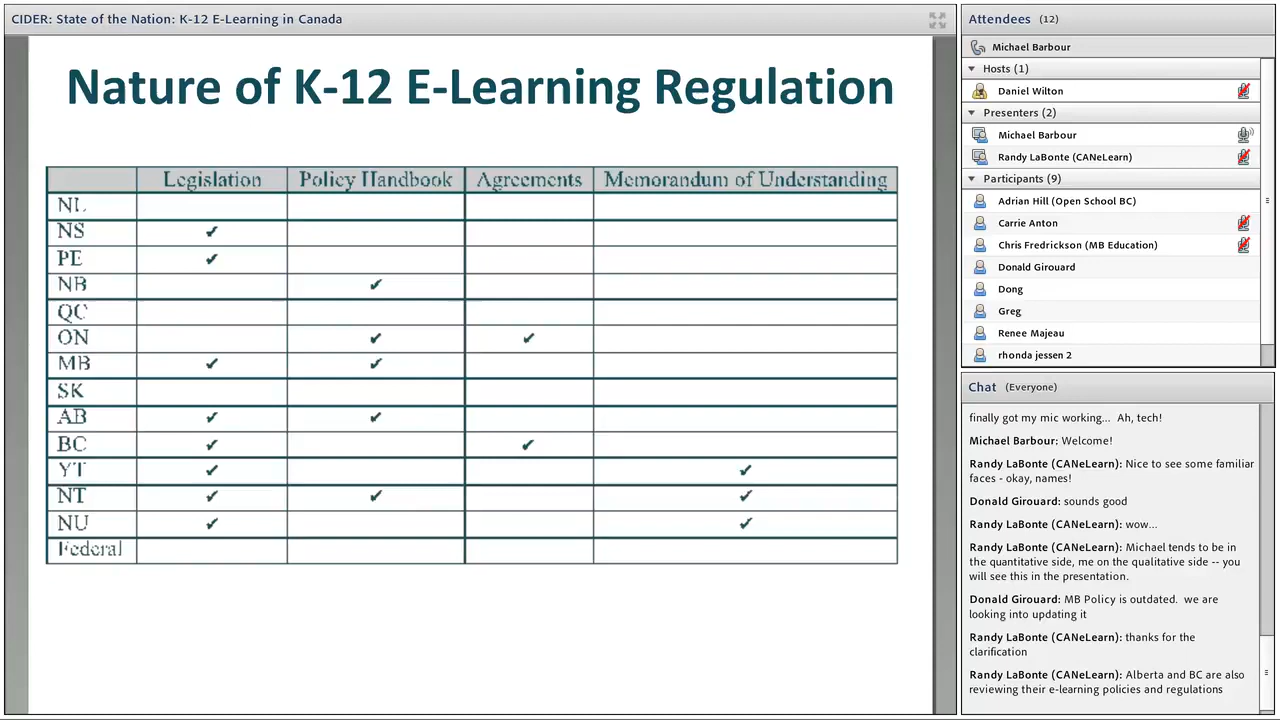 CIDER: State of the Nation: K-12 E-Learning in Canada
Nature of K-12 E-Learning Regulation
Legislation Policy Handbook Agreements Memorandum of Understanding
NL
NS ✔
PE ✔
NB ✔
QC
ON ✔ ✔
MB ✔ ✔
SK
AB ✔ ✔
BC ✔ ✔
YT ✔ ✔
NT ✔ ✔ ✔
NU ✔ ✔
Federal
Attendees (12)
Michael Barbour
Hosts (1)
Daniel Wilton
Presenters (2)
Michael Barbour
Randy LaBonte (CANeLearn)
Participants (9)
Adrian Hill (Open School BC)
Carrie Anton
Chris Fredrickson (MB Education)
Donald Girouard
Dong
Greg
Renee Majeau
rhonda jessen 2
Chat (Everyone)
finally got my mic working... Ah, tech!
Michael Barbour: Welcome!
Randy LaBonte (CANeLearn): Nice to see some familiar
faces - okay, names!
Donald Girouard: sounds good
Randy LaBonte (CANeLearn): wow...
Randy LaBonte (CANeLearn): Michael tends to be in
the quantitative side, me on the qualitative side -- you
will see this in the presentation.
Donald Girouard: MB Policy is outdated. we are
looking into updating it
Randy LaBonte (CANeLearn): thanks for the
clarification
Randy LaBonte (CANeLearn): Alberta and BC are also
reviewing their e-learning policies and regulations